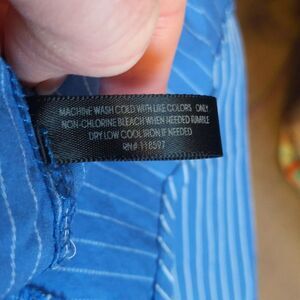 MACHINE WASH COLD WITH LIKE COLORS ONLY
NON-CHLORINE BLEACH WHEN NEEDED TUMBLE
DRY LOW COOL IRON IF NEEDED
RN# 118597